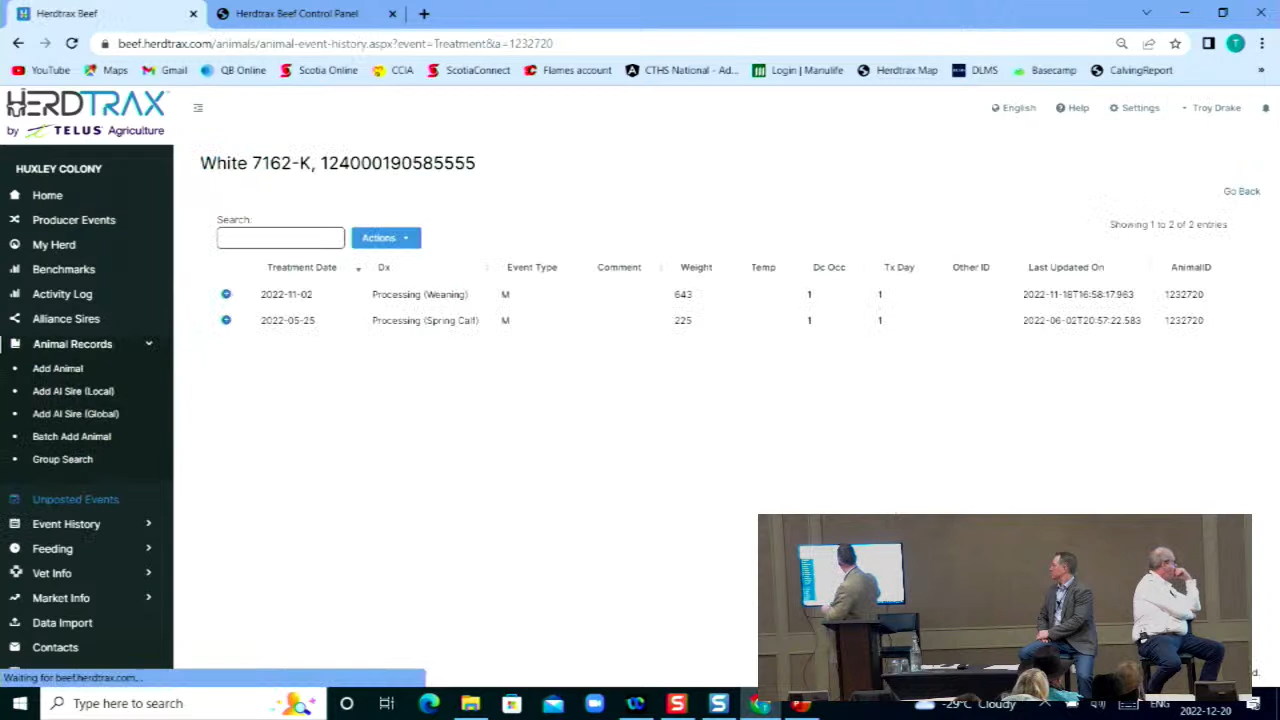 Herdtrax Beef
Herdtrax Beef Control Panel
beef.herdtrax.com/animals/animal-event-history.aspx?event=Treatment&a=1232720
YouTube Maps Gmail QB Online Scotia Online CCIA ScotiaConnect Flames account CTHS National - Ad... Login | Manulife Herdtrax Map DLMS Basecamp CalvingReport »
HERDTRAX
by TELUS Agriculture
English Help Settings Troy Drake
HUXLEY COLONY
Home
Producer Events
My Herd
Benchmarks
Activity Log
Alliance Sires
Animal Records
Add Animal
Add AI Sire (Local)
Add AI Sire (Global)
Batch Add Animal
Group Search
Unposted Events
Event History
Feeding
Vet Info
Market Info
Data Import
Contacts
White 7162-K, 124000190585555
Go Back
Search:
Actions
Showing 1 to 2 of 2 entries
Treatment Date Dx Event Type Comment Weight Temp Dc Occ Tx Day Other ID Last Updated On AnimalID
2022-11-02 Processing (Weaning) M 643 1 1 2022-11-18T16:58:17.963 1232720
2022-05-25 Processing (Spring Calf) M 225 1 1 2022-06-02T20:57:22.583 1232720
Waiting for beef.herdtrax.com...
Type here to search
-29°C Cloudy
ENG
2022-12-20